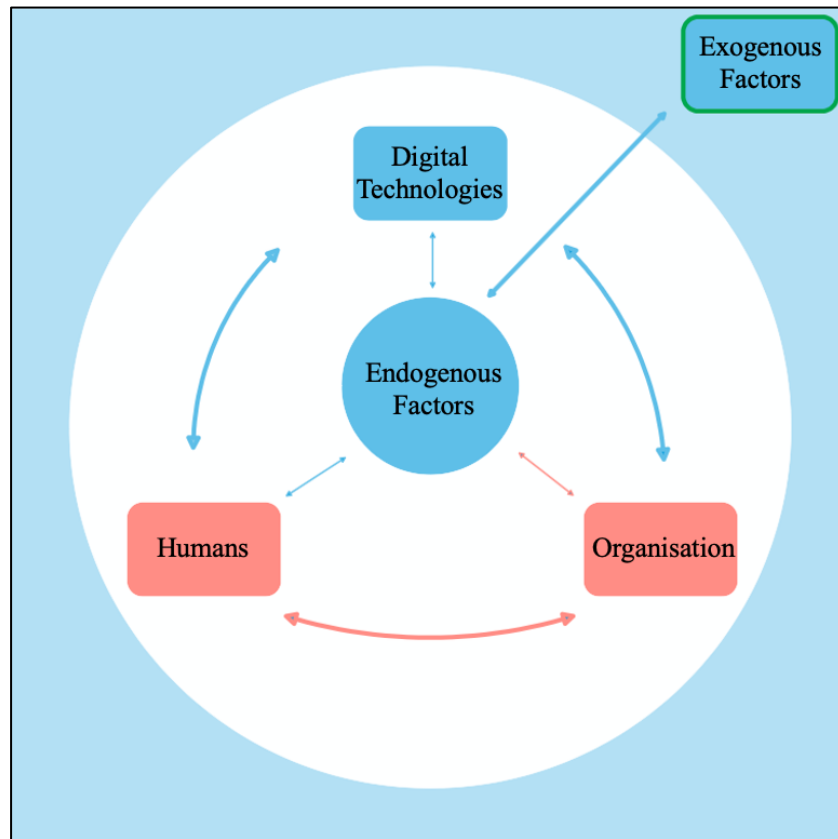 Exogenous
Factors
Digital
Technologies
Endogenous
Factors
Humans
Organisation